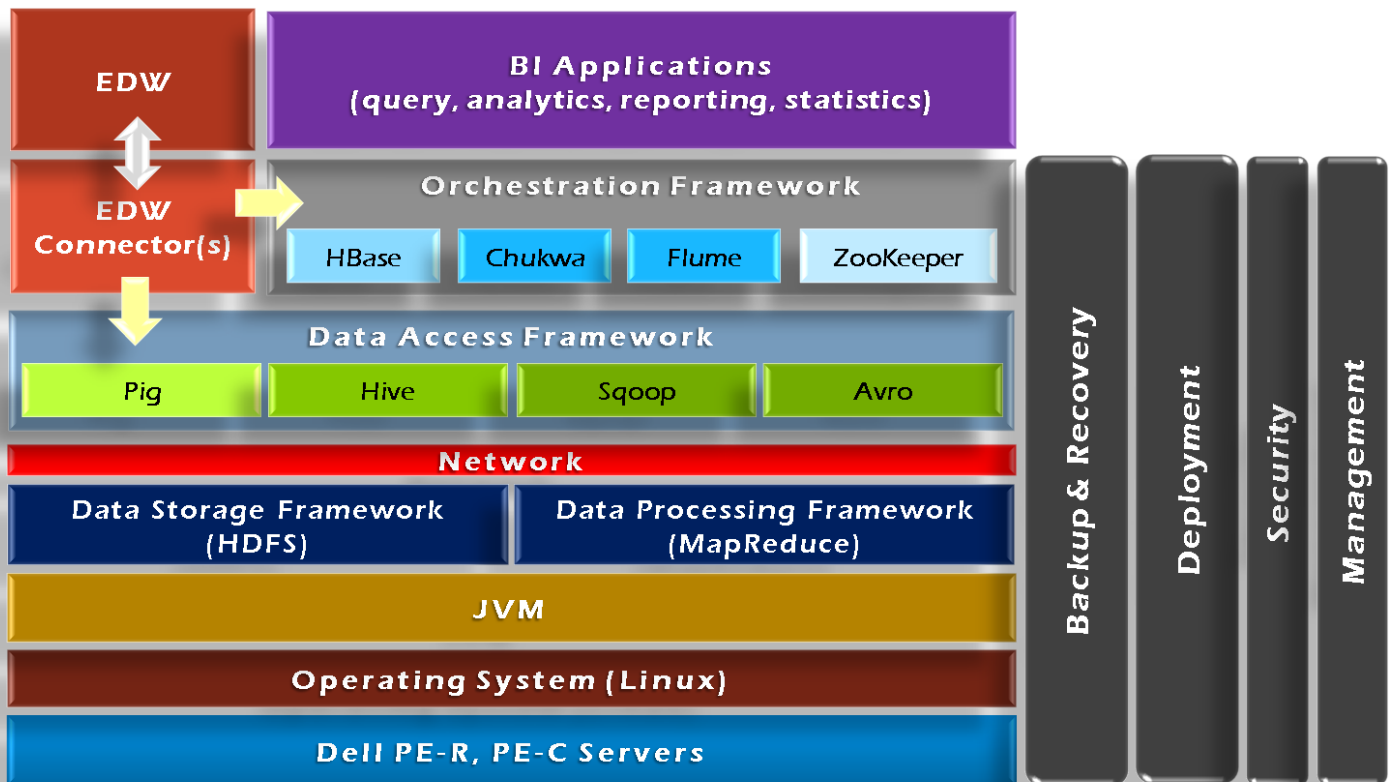 EDW
BI Applications
(query, analytics, reporting, statistics)
EDW
Connector(s)
Orchestration Framework
HBase
Chukwa
Flume
ZooKeeper
Data Access Framework
Pig
Hive
Sqoop
Avro
Network
Data Storage Framework
(HDFS)
Data Processing Framework
(MapReduce)
JVM
Operating System (Linux)
Dell PE-R, PE-C Servers
Backup & Recovery
Deployment
Security
Management